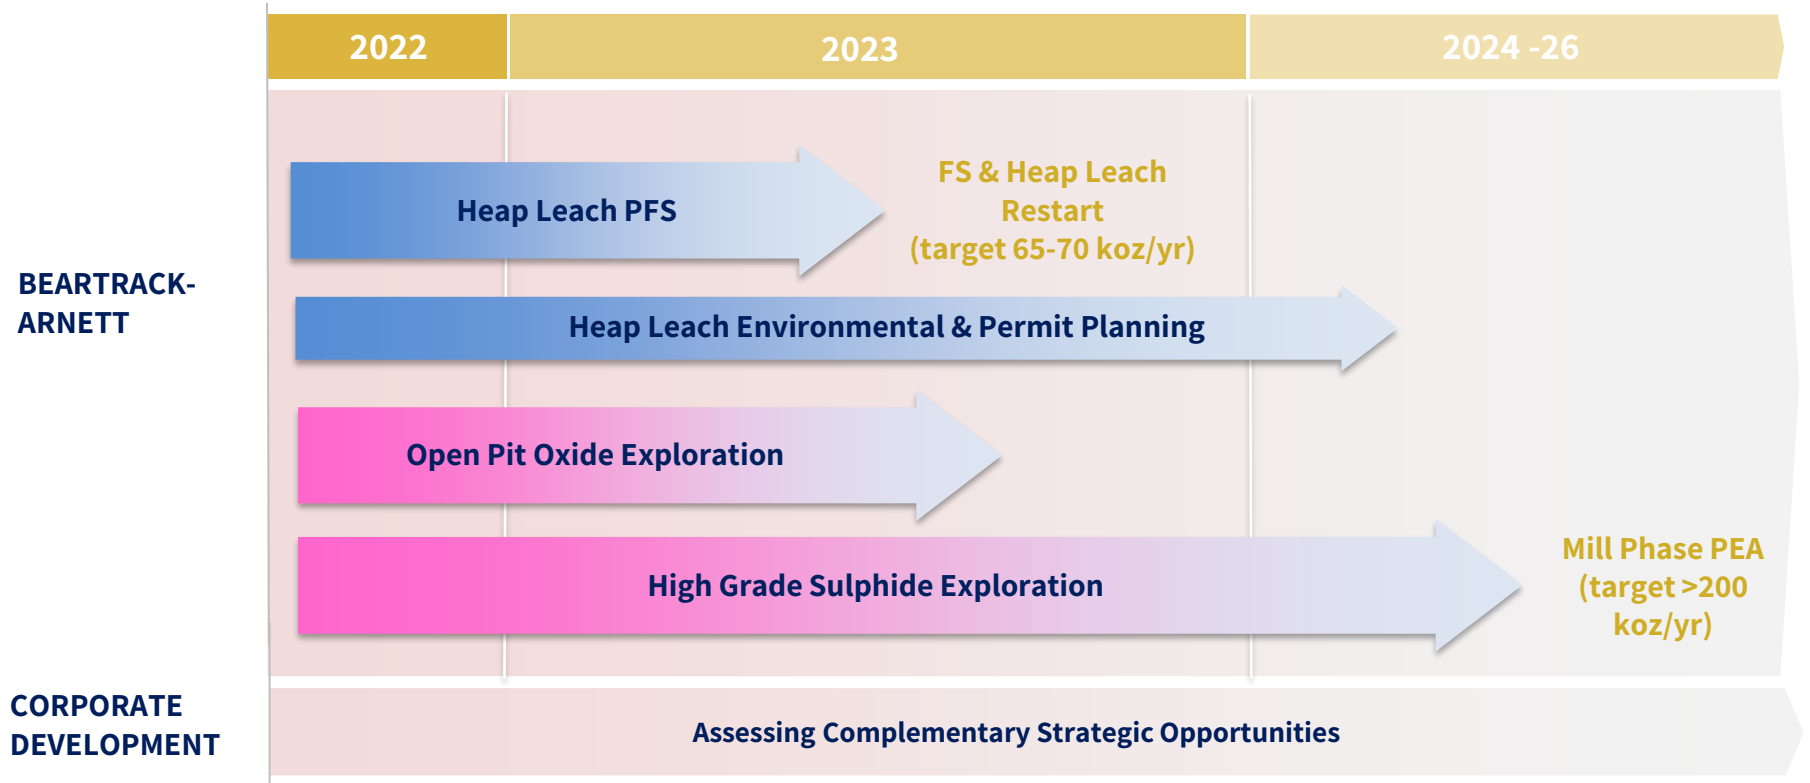 2022
2023
2024 -26
BEARTRACK-
ARNETT
Heap Leach PFS
FS & Heap Leach
Restart
(target 65-70 koz/yr)
Heap Leach Environmental & Permit Planning
Open Pit Oxide Exploration
High Grade Sulphide Exploration
Mill Phase PEA
(target >200
koz/yr)
CORPORATE
DEVELOPMENT
Assessing Complementary Strategic Opportunities